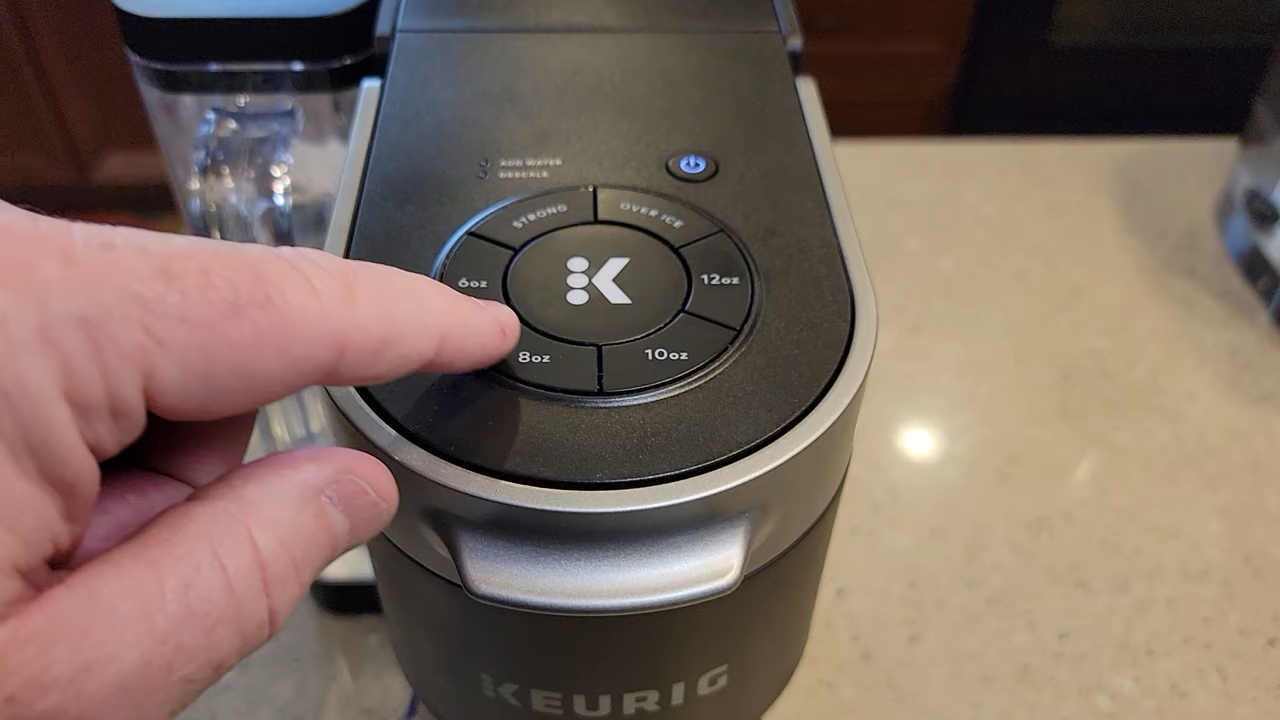 ADD WATER
DESCALE
STRONG
OVER ICE
6oz
K
12oz
8oz
10oz
KEURIG